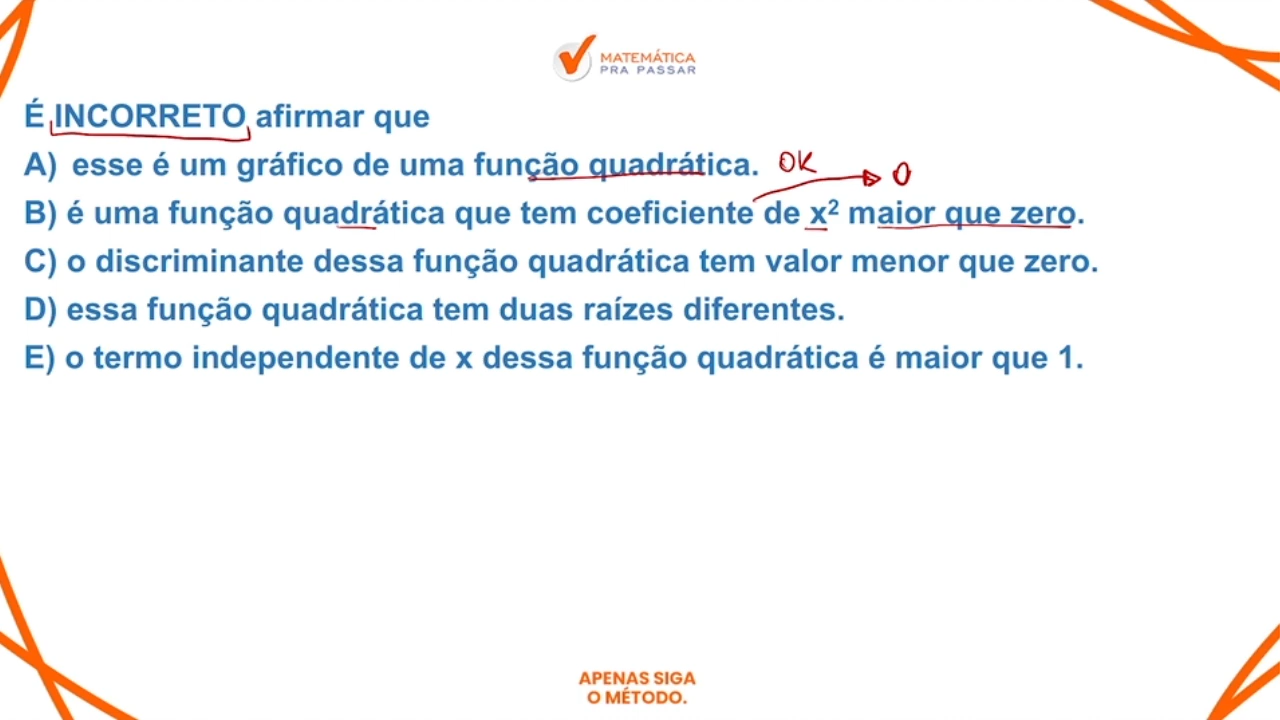 MATEMÁTICA
PRA PASSAR
É INCORRETO afirmar que
A) esse é um gráfico de uma função quadrática. OK
B) é uma função quadrática que tem coeficiente de x² maior que zero.
C) o discriminante dessa função quadrática tem valor menor que zero.
D) essa função quadrática tem duas raízes diferentes.
E) o termo independente de x dessa função quadrática é maior que 1.
APENAS SIGA
O MÉTODO.